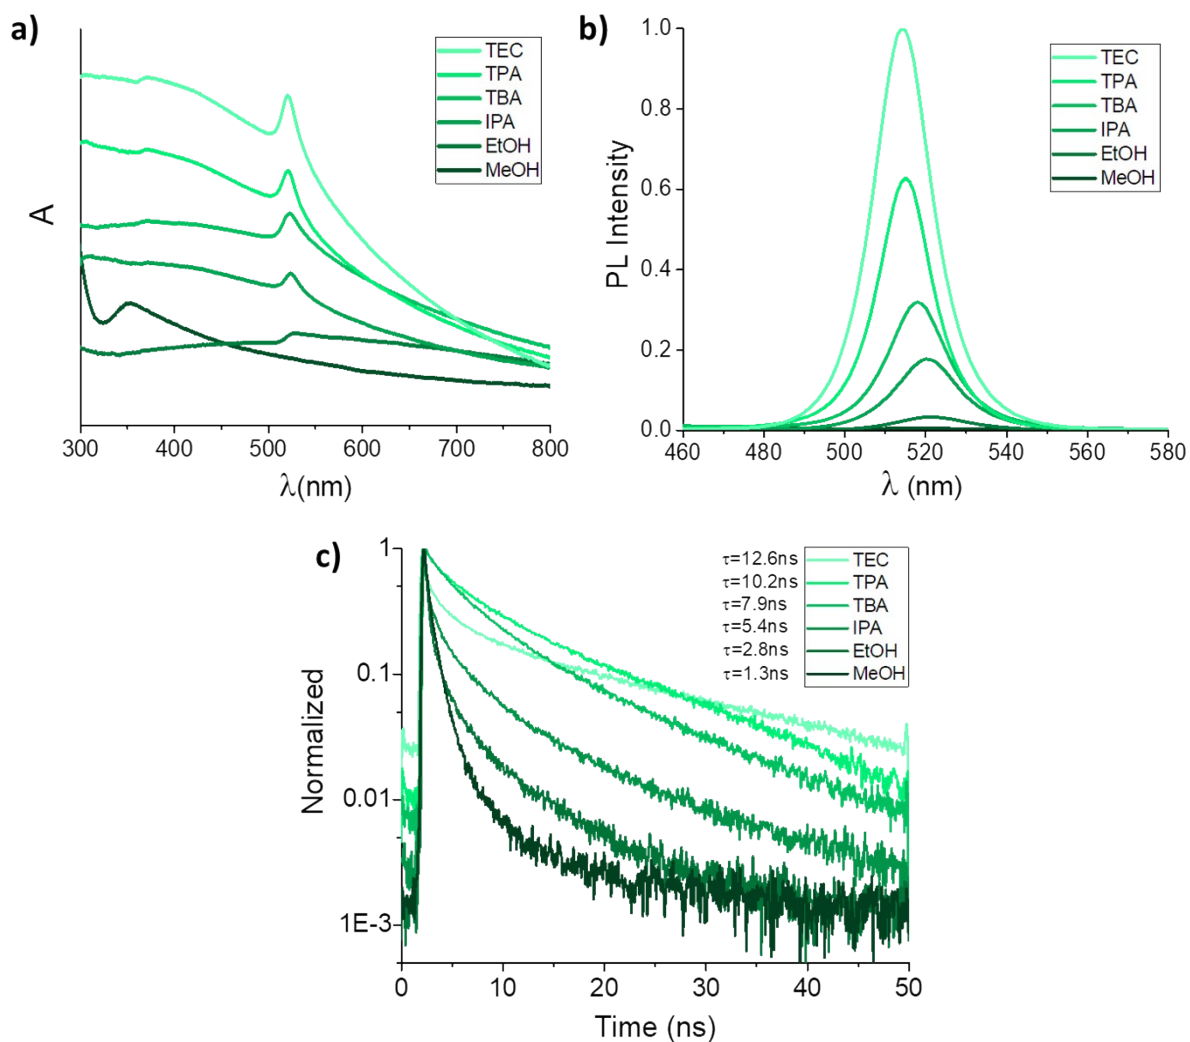 a)
TEC
TPA
TBA
IPA
EtOH
MeOH
A
300 400 500 600 700 800
λ(nm)
b)
TEC
TPA
TBA
IPA
EtOH
MeOH
PL Intensity
1.0
0.8
0.6
0.4
0.2
0.0
460 480 500 520 540 560 580
λ (nm)
c)
τ=12.6ns TEC
τ=10.2ns TPA
τ=7.9ns TBA
τ=5.4ns IPA
τ=2.8ns EtOH
τ=1.3ns MeOH
Normalized
1
0.1
0.01
1E-3
0 10 20 30 40 50
Time (ns)